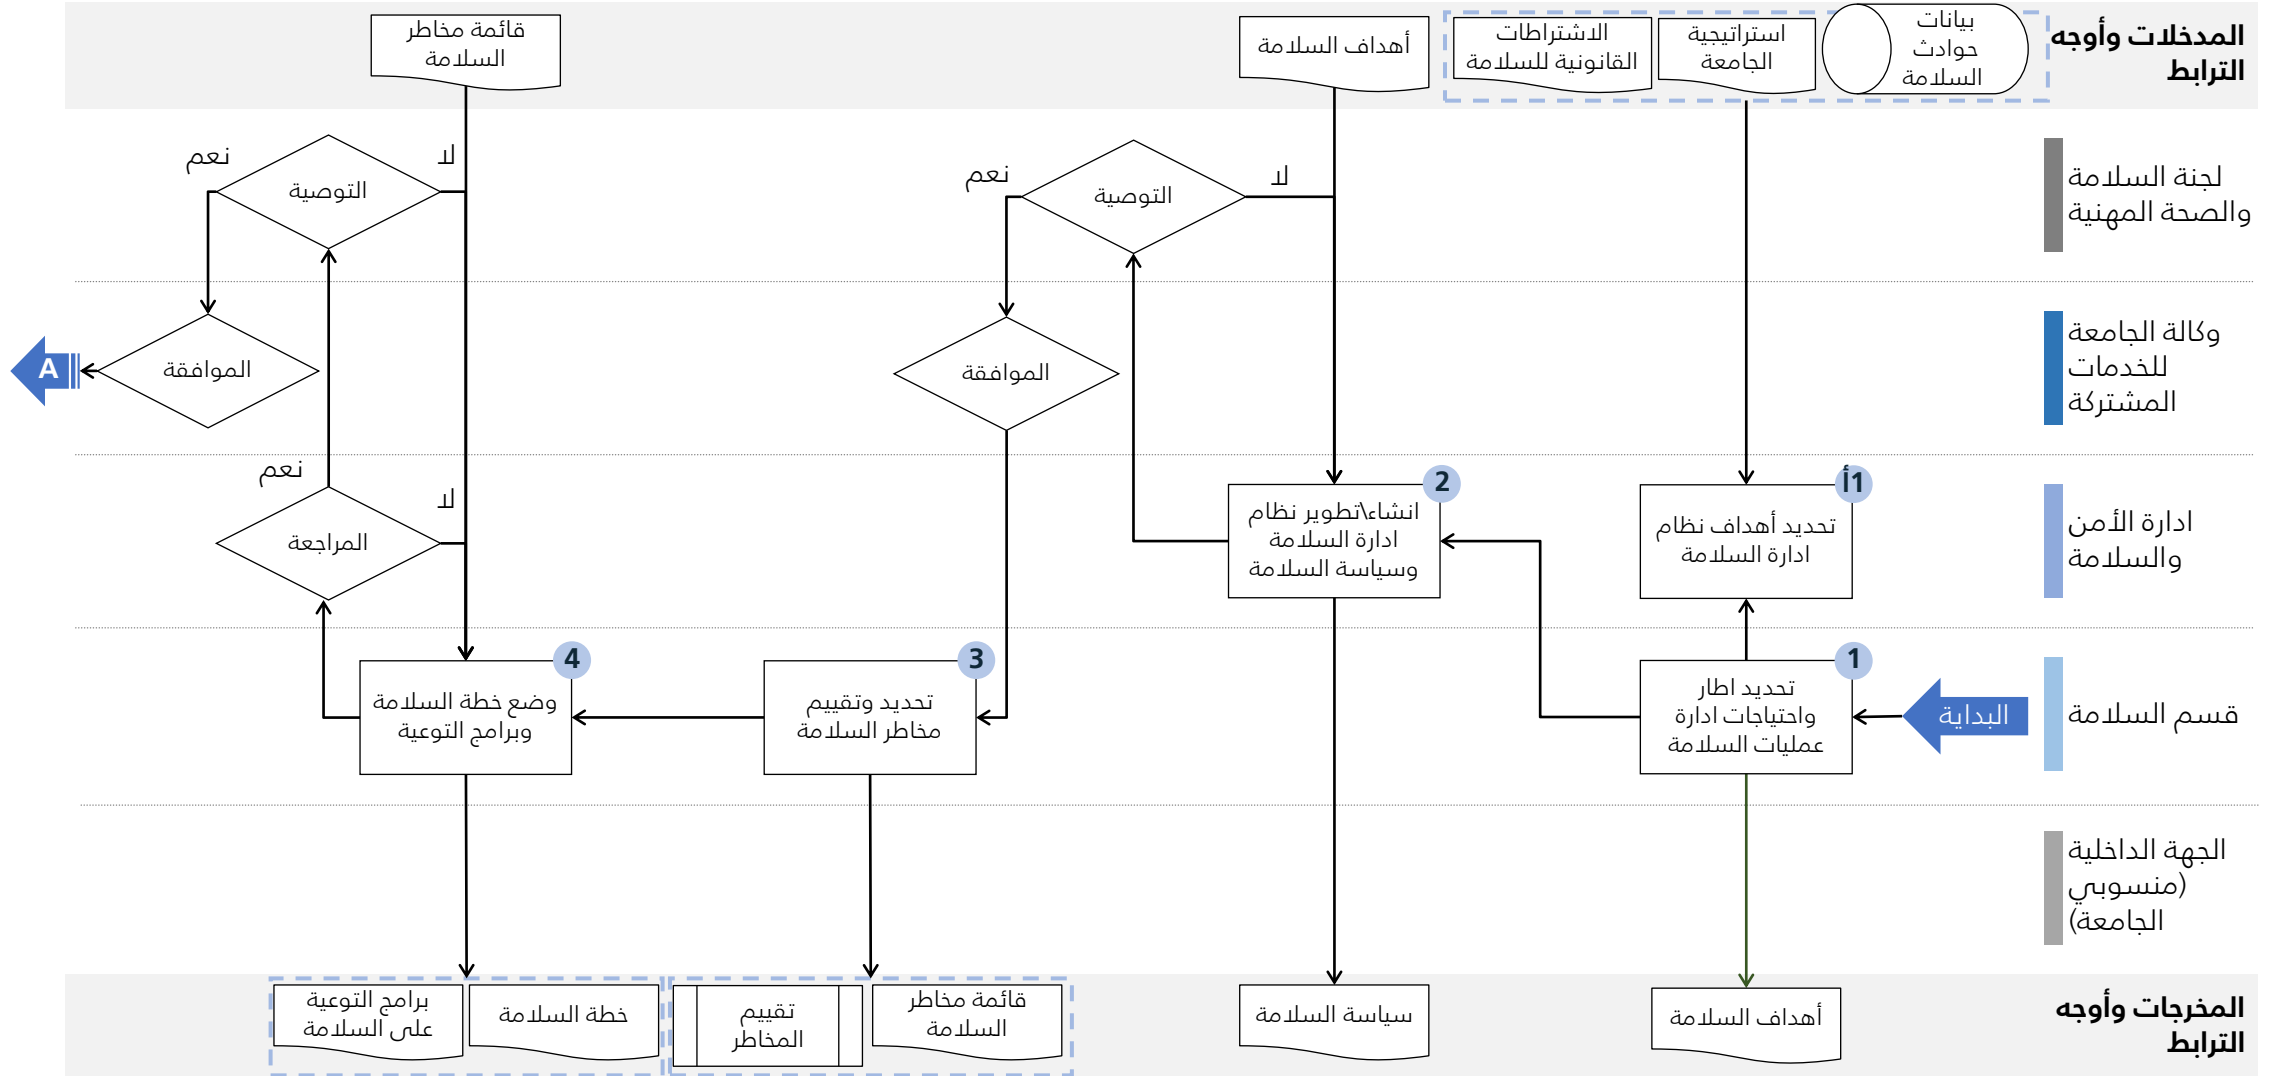 المدخلات وأوجه
الترابط
بيانات
حوادث
السلامة
استراتيجية
الجامعة
الاشتراطات
القانونية للسلامة
أهداف السلامة
قائمة مخاطر
السلامة
لجنة السلامة
والصحة المهنية
لا
التوصية
نعم
لا
التوصية
نعم
وكالة الجامعة
للخدمات
المشتركة
الموافقة
الموافقة
A
ادارة الأمن
والسلامة
1أ
تحديد أهداف نظام
ادارة السلامة
2
انشاء\تطوير نظام
ادارة السلامة
وسياسة السلامة
لا
المراجعة
نعم
قسم السلامة
البداية
1
تحديد اطار
واحتياجات ادارة
عمليات السلامة
3
تحديد وتقييم
مخاطر السلامة
4
وضع خطة السلامة
وبرامج التوعية
الجهة الداخلية
(منسوبي
الجامعة)
المخرجات وأوجه
الترابط
أهداف السلامة
سياسة السلامة
قائمة مخاطر
السلامة
تقييم
المخاطر
خطة السلامة
برامج التوعية
على السلامة